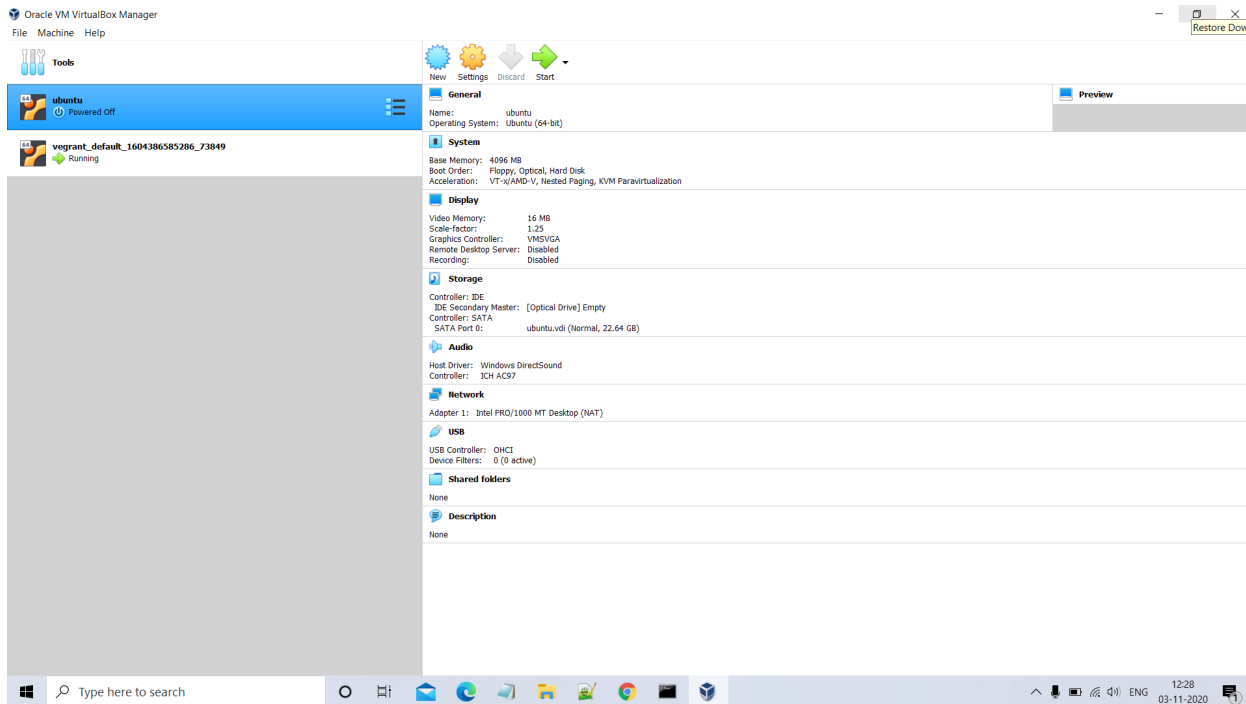 Oracle VM VirtualBox Manager
Restore Dow
File Machine Help
Tools
New Settings Discard Start
64 ubuntu
Powered Off
64 vegrant_default_1604386585286_73849
Running
General
Name: ubuntu
Operating System: Ubuntu (64-bit)
Preview
System
Base Memory: 4096 MB
Boot Order: Floppy, Optical, Hard Disk
Acceleration: VT-x/AMD-V, Nested Paging, KVM Paravirtualization
Display
Video Memory: 16 MB
Scale-factor: 1.25
Graphics Controller: VMSVGA
Remote Desktop Server: Disabled
Recording: Disabled
Storage
Controller: IDE
IDE Secondary Master: [Optical Drive] Empty
Controller: SATA
SATA Port 0: ubuntu.vdi (Normal, 22.64 GB)
Audio
Host Driver: Windows DirectSound
Controller: ICH AC97
Network
Adapter 1: Intel PRO/1000 MT Desktop (NAT)
USB
USB Controller: OHCI
Device Filters: 0 (0 active)
Shared folders
None
Description
None
Type here to search
ENG
12:28
03-11-2020
1